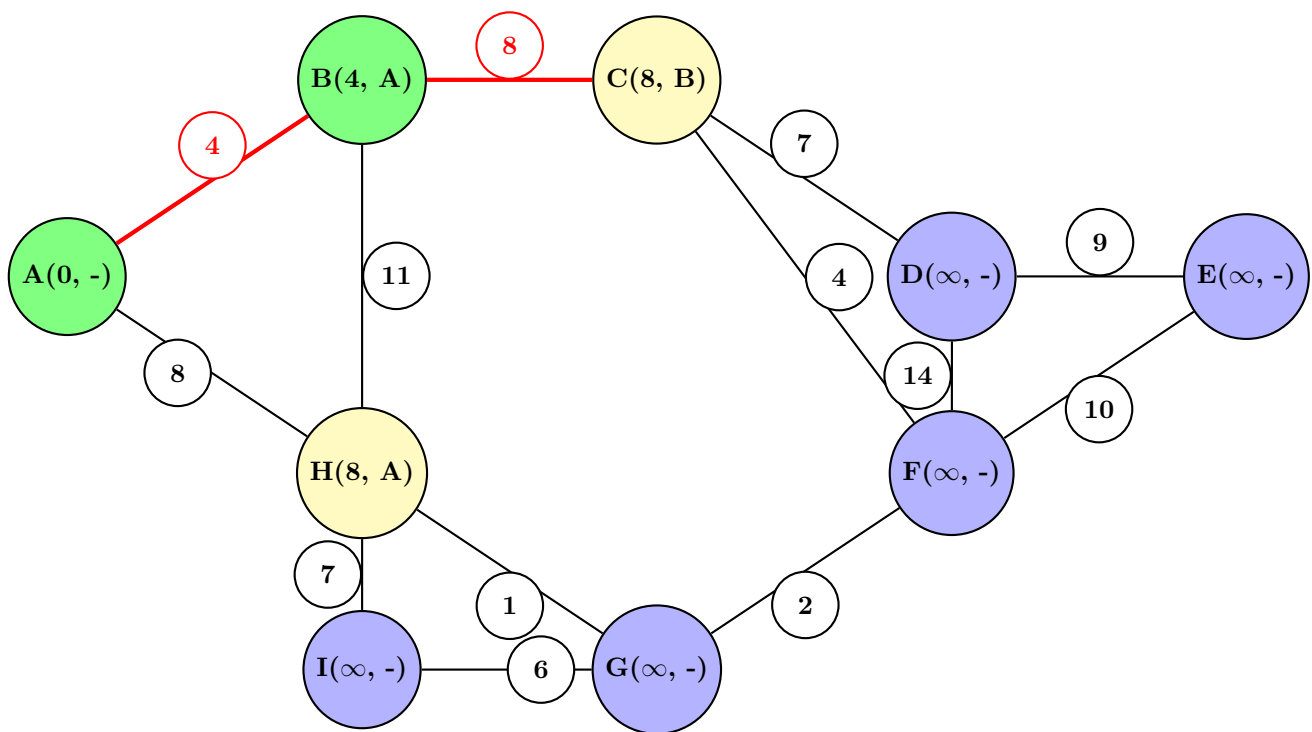 8
B(4, A)
C(8, B)
4
7
9
A(0, -)
11
4
D(∞, -)
E(∞, -)
8
14
10
H(8, A)
F(∞, -)
7
1
2
I(∞, -)
6
G(∞, -)